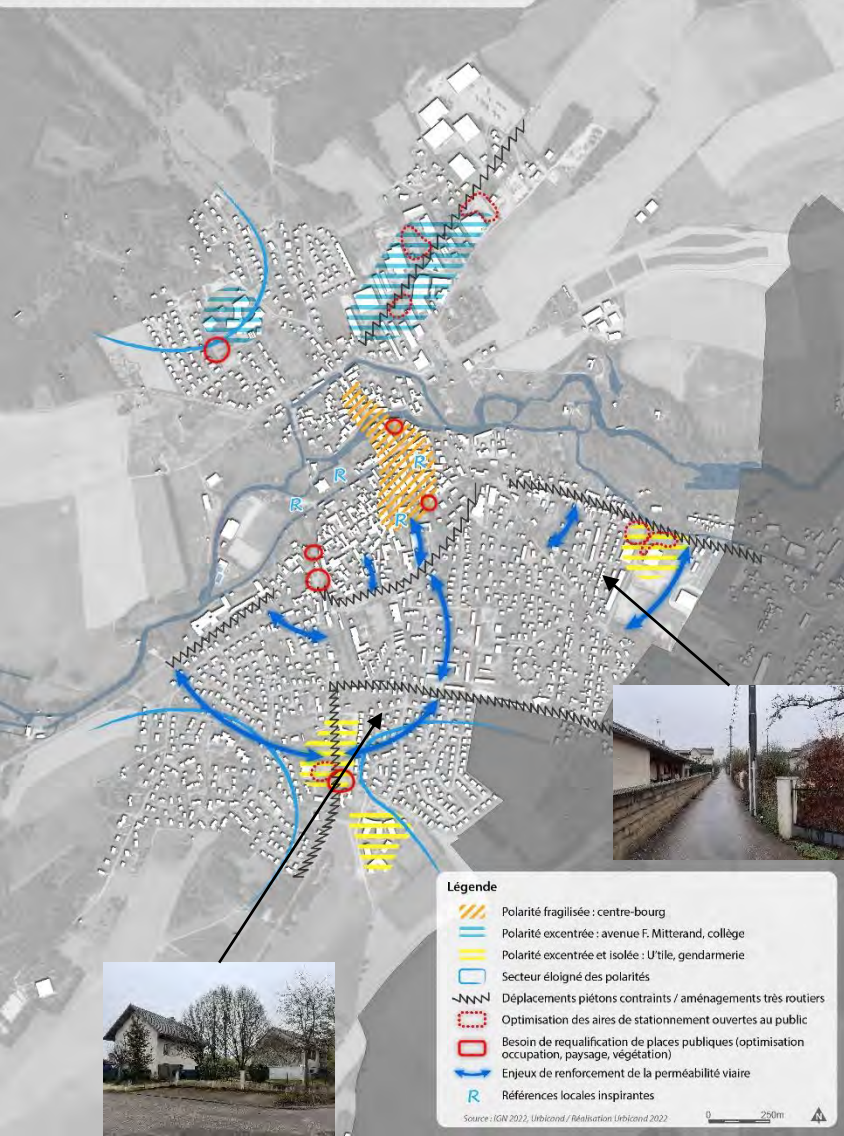 R
R
R
R
Légende
Polarité fragilisée : centre-bourg
Polarité excentrée : avenue F. Mitterand, collège
Polarité excentrée et isolée : U'tile, gendarmerie
Secteur éloigné des polarités
Déplacements piétons contraints / aménagements très routiers
Optimisation des aires de stationnement ouvertes au public
Besoin de requalification de places publiques (optimisation
occupation, paysage, végétation)
Enjeux de renforcement de la perméabilité viaire
R Références locales inspirantes
Source : IGN 2022, Urbicand / Réalisation Urbicand 2022
0 250m